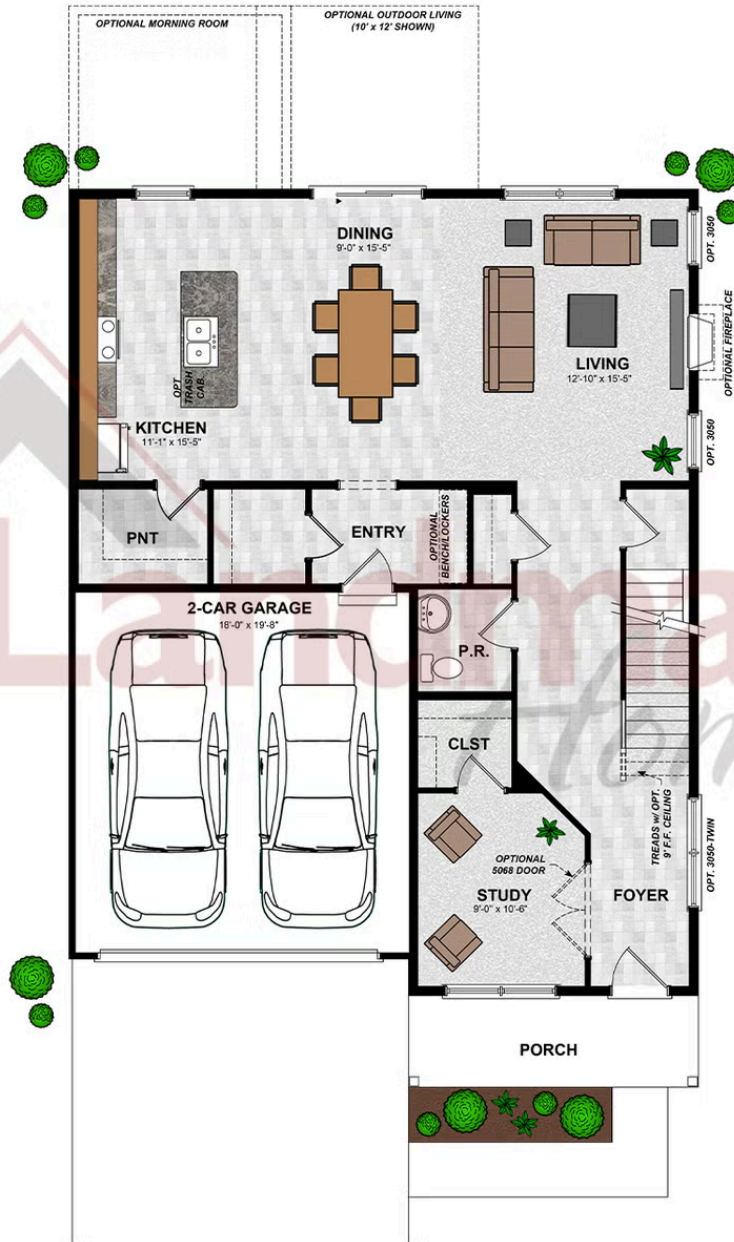 OPTIONAL MORNING ROOM
OPTIONAL OUTDOOR LIVING
(10' x 12' SHOWN)
DINING
9'-0" x 15'-5"
OPT. 3050
OPTIONAL FIREPLACE
LIVING
12'-10" x 15'-5"
OPT
TRASH
CAB.
OPT. 3050
KITCHEN
11'-1" x 15'-5"
PNT
ENTRY
OPTIONAL
BENCH/LOCKERS
2-CAR GARAGE
18'-0" x 19'-8"
P.R.
Landma
Hom
CLST
TREADS w/ OPT.
9' F.F. CEILING
OPT. 3050-TWIN
OPTIONAL
5068 DOOR
STUDY
9'-0" x 10'-6"
FOYER
PORCH